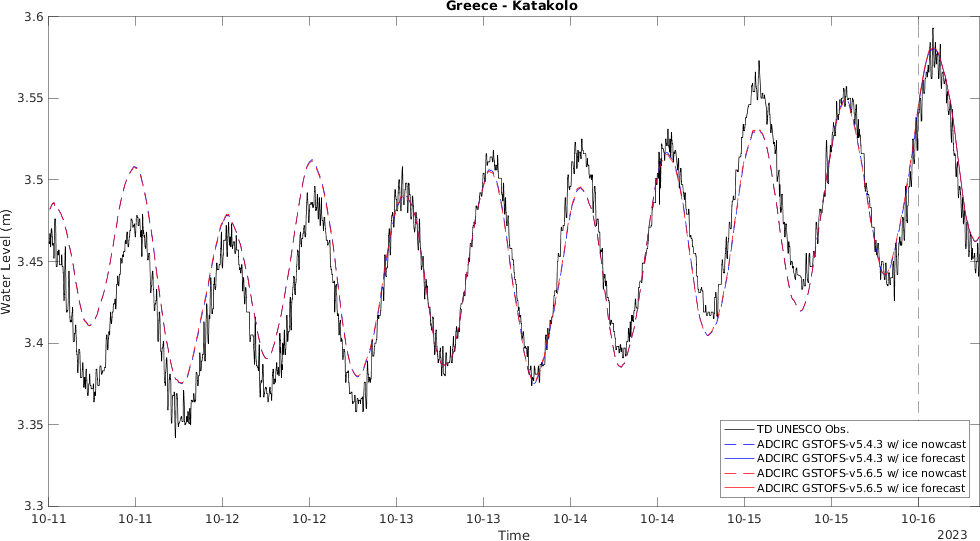 Greece - Katakolo
3.6
3.55
3.5
3.45
3.4
3.35
3.3
Water Level (m)
TD UNESCO Obs.
ADCIRC GSTOFS-v5.4.3 w/ ice nowcast
ADCIRC GSTOFS-v5.4.3 w/ ice forecast
ADCIRC GSTOFS-v5.6.5 w/ ice nowcast
ADCIRC GSTOFS-v5.6.5 w/ ice forecast
10-11 10-11 10-12 10-12 10-13 10-13 10-14 10-14 10-15 10-15 10-16
Time
2023